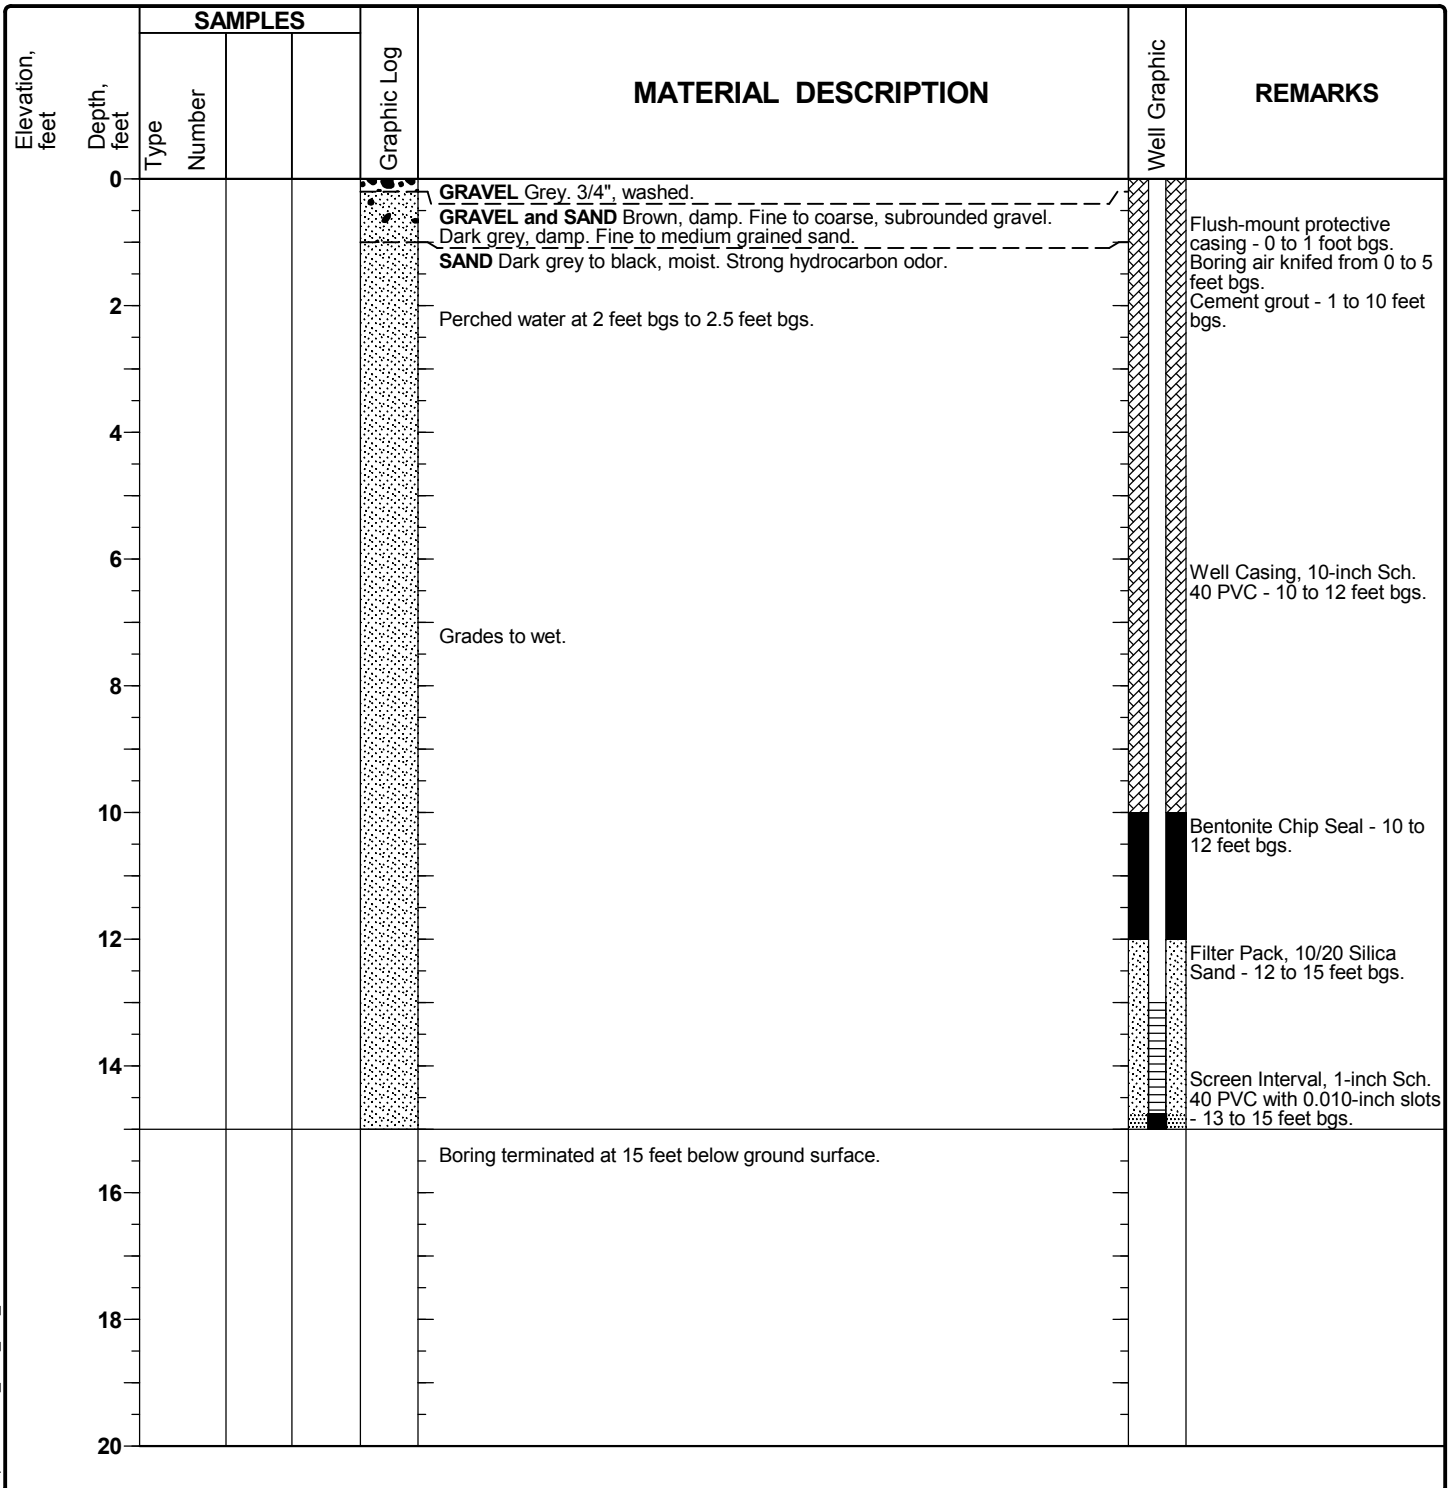 SAMPLES
Elevation,
feet
Depth,
feet
Type
Number
Graphic Log
MATERIAL DESCRIPTION
Well Graphic
REMARKS
0
GRAVEL Grey. 3/4", washed.
GRAVEL and SAND Brown, damp. Fine to coarse, subrounded gravel.
Dark grey, damp. Fine to medium grained sand.
SAND Dark grey to black, moist. Strong hydrocarbon odor.
Flush-mount protective
casing - 0 to 1 foot bgs.
Boring air knifed from 0 to 5
feet bgs.
Cement grout - 1 to 10 feet
bgs.
2
Perched water at 2 feet bgs to 2.5 feet bgs.
4
6
Well Casing, 10-inch Sch.
40 PVC - 10 to 12 feet bgs.
Grades to wet.
8
10
Bentonite Chip Seal - 10 to
12 feet bgs.
12
Filter Pack, 10/20 Silica
Sand - 12 to 15 feet bgs.
14
Screen Interval, 1-inch Sch.
40 PVC with 0.010-inch slots
- 13 to 15 feet bgs.
Boring terminated at 15 feet below ground surface.
16
18
20